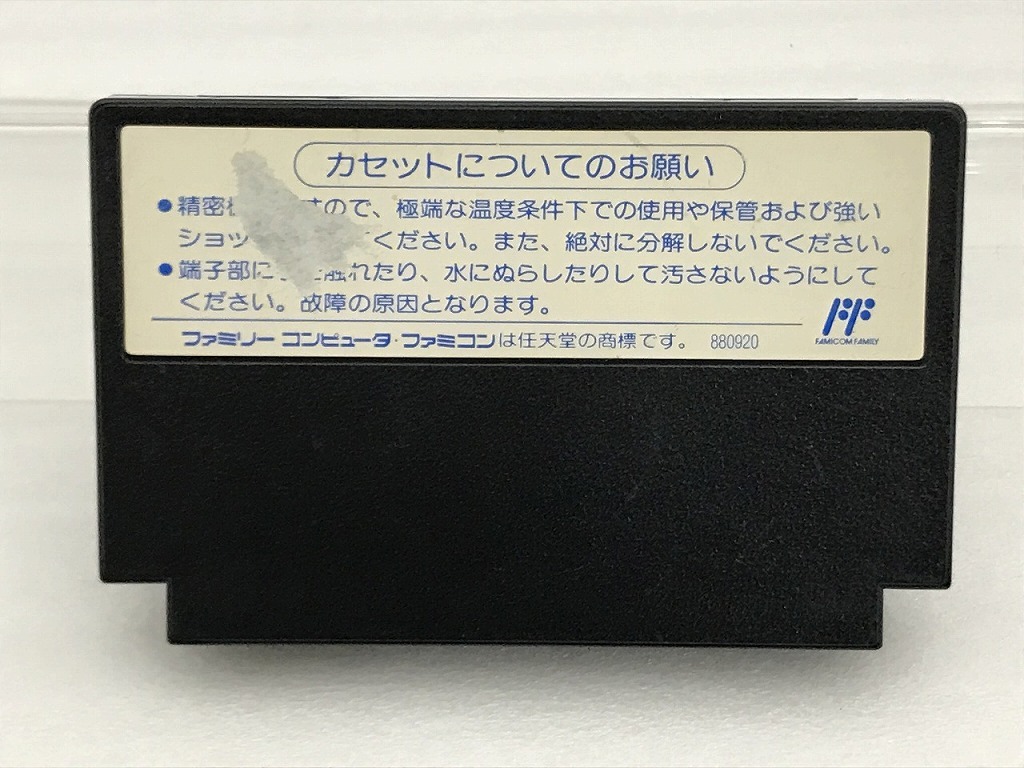 カセットについてのお願い
●精密 すので、極端な温度条件下での使用や保管および強い
ショッ ください。また、絶対に分解しないでください。
●端子部に 触れたり、水にぬらしたりして汚さないようにして
ください。故障の原因となります。
ファミリーコンピュータ・ファミコンは任天堂の商標です。 880920
FAMICOM FAMILY